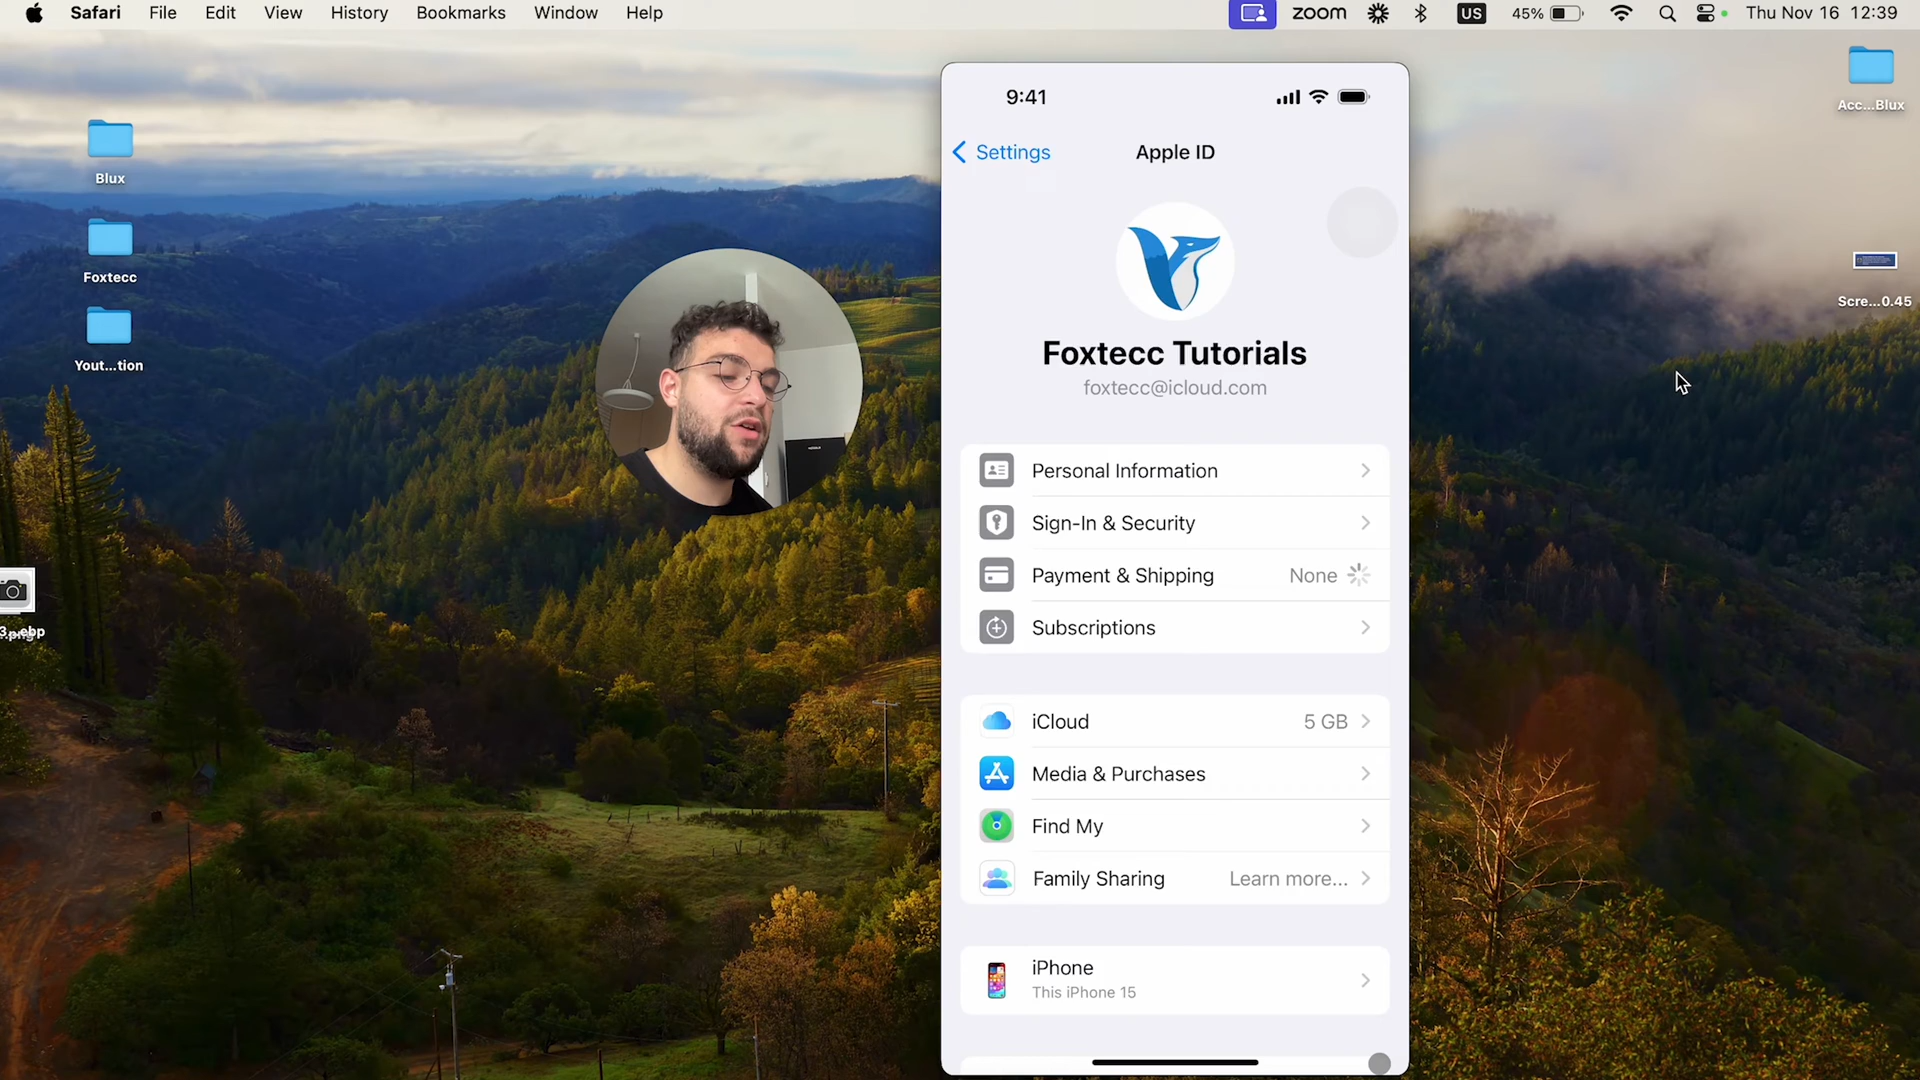 Safari File Edit View History Bookmarks Window Help zoom US 45% Thu Nov 16 12:39
Blux
Foxtecc
Yout...tion
Acc...Blux
Scre...0.45
9:41
Settings Apple ID
Foxtecc Tutorials
foxtecc@icloud.com
Personal Information
Sign-In & Security
Payment & Shipping None
Subscriptions
iCloud 5 GB
Media & Purchases
Find My
Family Sharing Learn more...
iPhone
This iPhone 15